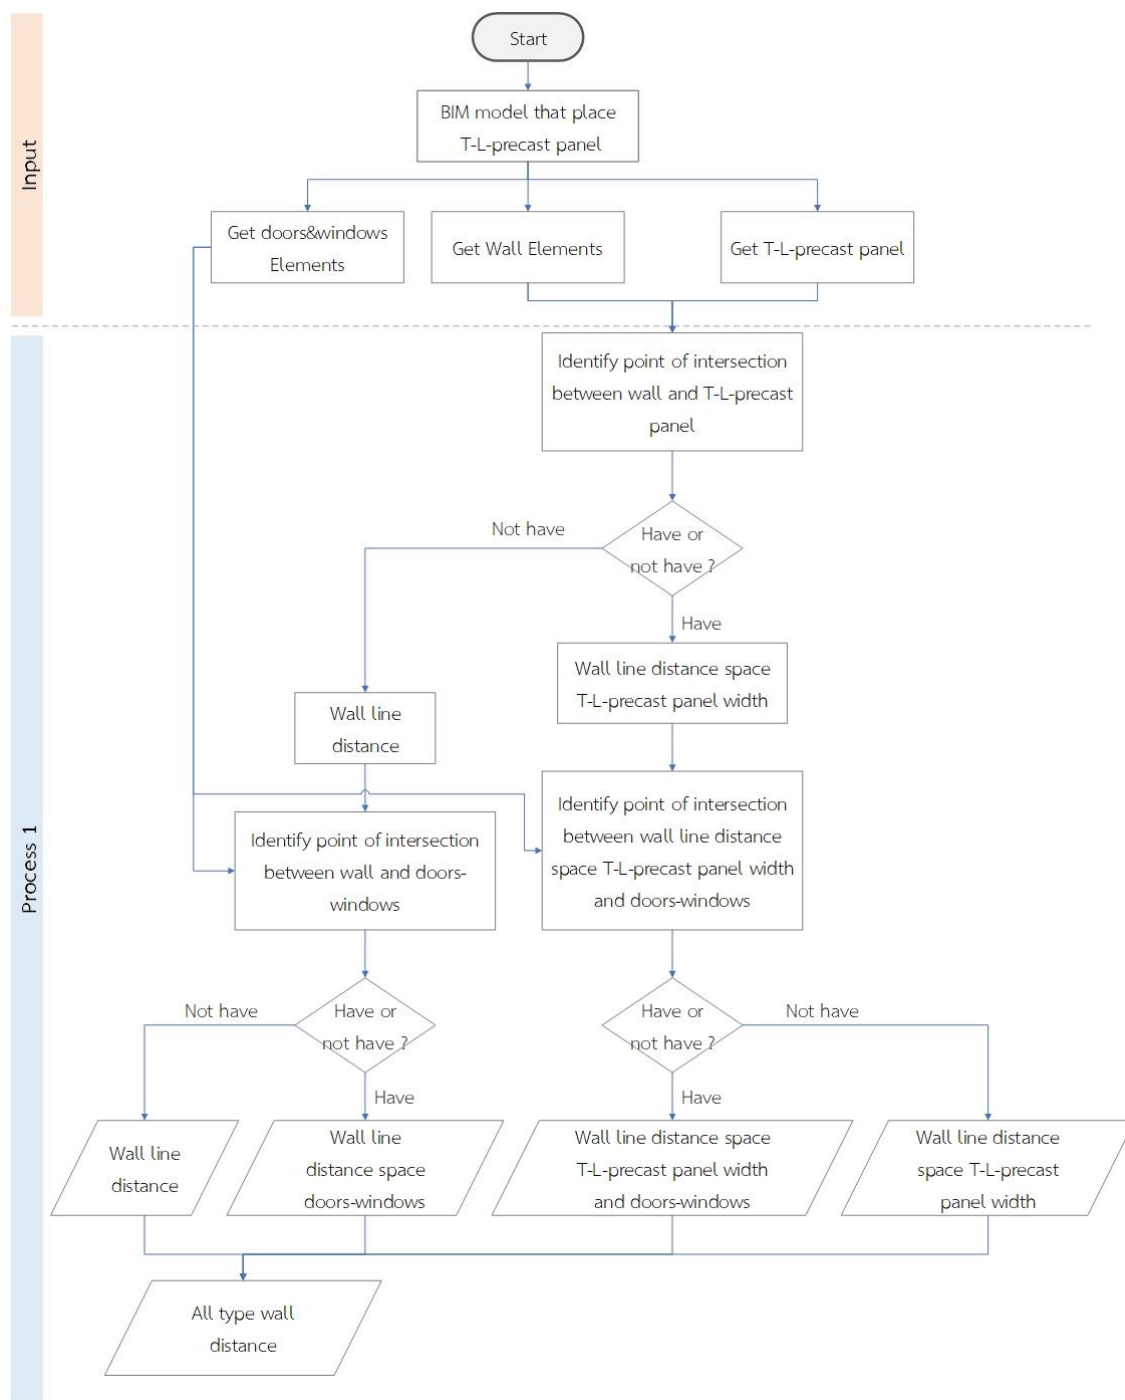 Start
Input
BIM model that place
T-L-precast panel
Get doors&windows
Elements
Get Wall Elements
Get T-L-precast panel
Process 1
Identify point of intersection
between wall and T-L-precast
panel
Not have
Have or
not have ?
Have
Wall line distance space
T-L-precast panel width
Wall line
distance
Identify point of intersection
between wall line distance
space T-L-precast panel width
and doors-windows
Identify point of intersection
between wall and doors-
windows
Not have
Have or
not have ?
Have
Have or
not have ?
Not have
Have
Wall line
distance
Wall line
distance space
doors-windows
Wall line distance space
T-L-precast panel width
and doors-windows
Wall line distance
space T-L-precast
panel width
All type wall
distance